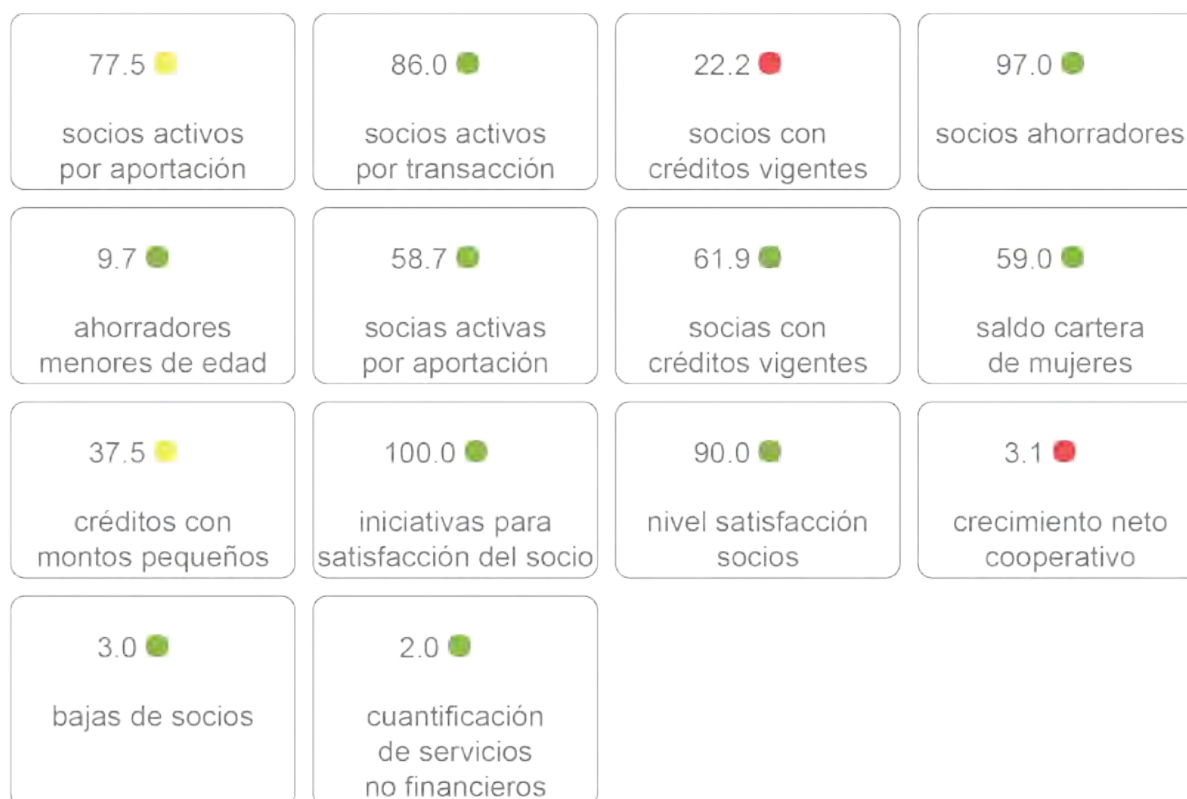 77.5
socios activos
por aportación
86.0
socios activos
por transacción
22.2
socios con
créditos vigentes
97.0
socios ahorradores
9.7
ahorradores
menores de edad
58.7
socias activas
por aportación
61.9
socias con
créditos vigentes
59.0
saldo cartera
de mujeres
37.5
créditos con
montos pequeños
100.0
iniciativas para
satisfacción del socio
90.0
nivel satisfacción
socios
3.1
crecimiento neto
cooperativo
3.0
bajas de socios
2.0
cuantificación
de servicios
no financieros